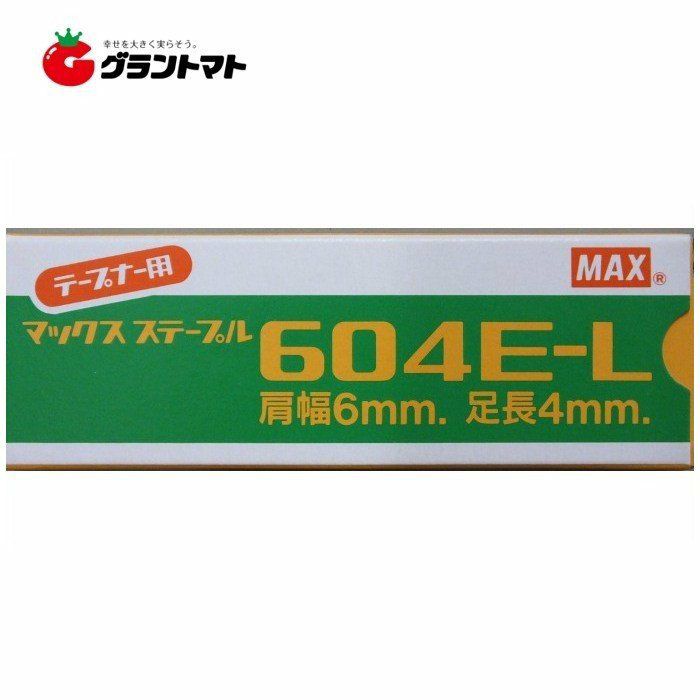 幸せを大きく実らそう。
グラントマト
テープナー用
MAX®
マックス ステープル 604E-L
肩幅6mm. 足長4mm.